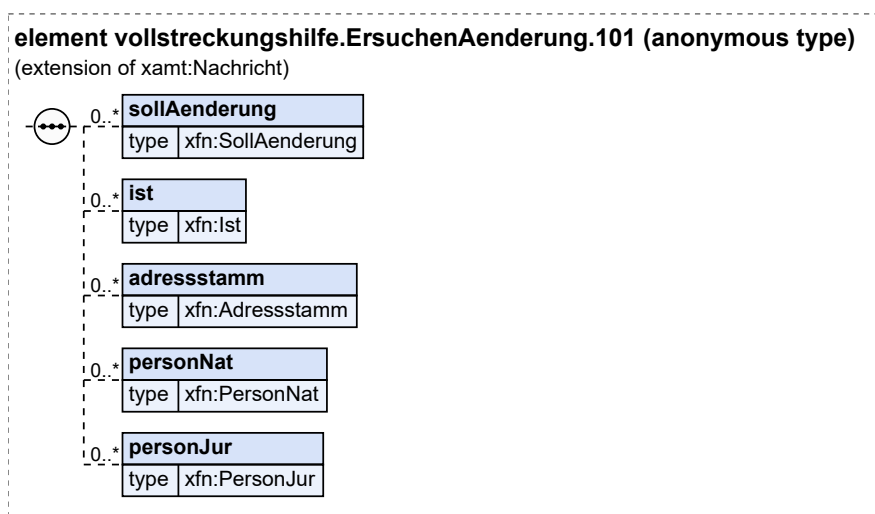 element vollstreckungshilfe.ErsuchenAenderung.101 (anonymous type)
(extension of xamt:Nachricht)
0..* sollAenderung
type xfn:SollAenderung
0..* ist
type xfn:Ist
0..* adressstamm
type xfn:Adressstamm
0..* personNat
type xfn:PersonNat
0..* personJur
type xfn:PersonJur